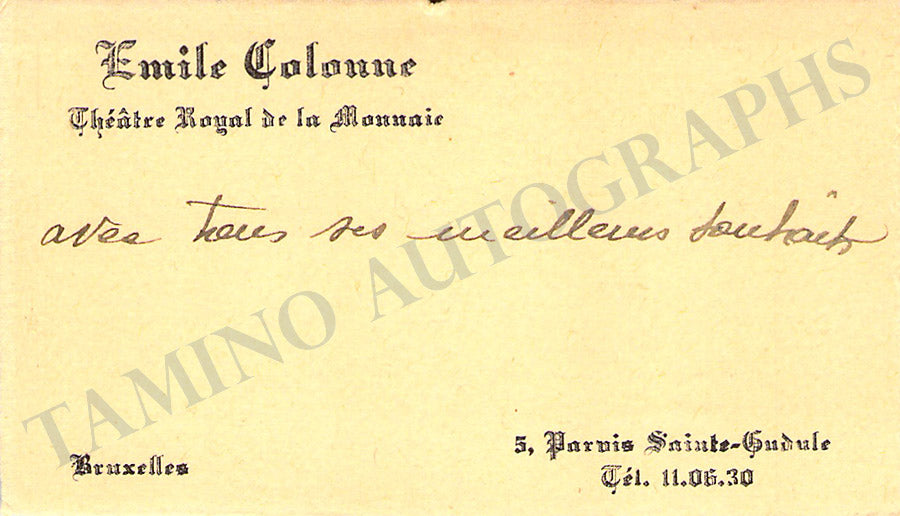 Emile Colonne
Théâtre Royal de la Monnaie
avec tous ses meilleurs souhaits
TAMINO AUTOGRAPHS
Bruxelles
5, Parvis Sainte-Gudule
Tél. 11.06.30